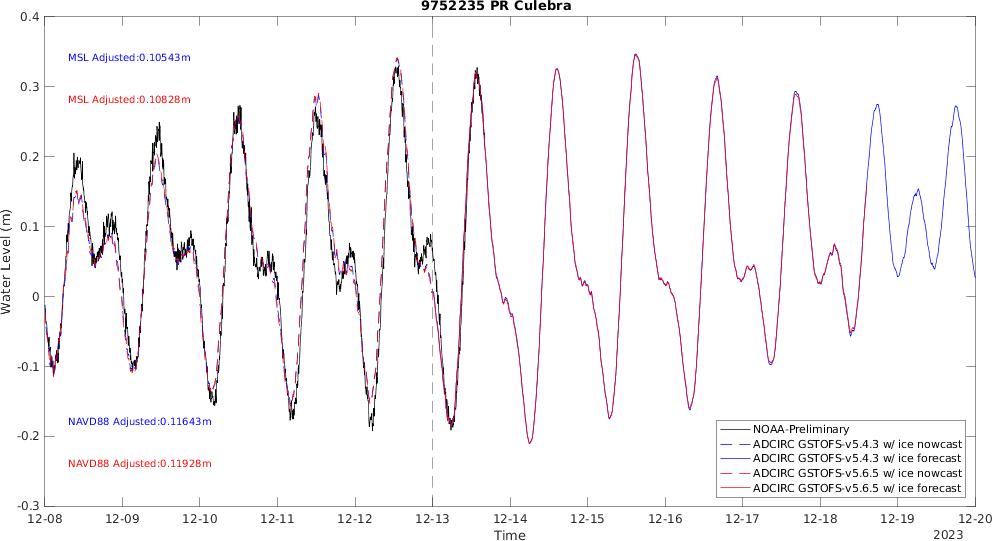 9752235 PR Culebra
0.4
MSL Adjusted:0.10543m
0.3
MSL Adjusted:0.10828m
0.2
0.1
Water Level (m)
0
-0.1
NAVD88 Adjusted:0.11643m
-0.2
NAVD88 Adjusted:0.11928m
-0.3
NOAA-Preliminary
ADCIRC GSTOFS-v5.4.3 w/ ice nowcast
ADCIRC GSTOFS-v5.4.3 w/ ice forecast
ADCIRC GSTOFS-v5.6.5 w/ ice nowcast
ADCIRC GSTOFS-v5.6.5 w/ ice forecast
12-08 12-09 12-10 12-11 12-12 12-13 12-14 12-15 12-16 12-17 12-18 12-19 12-20
Time 2023